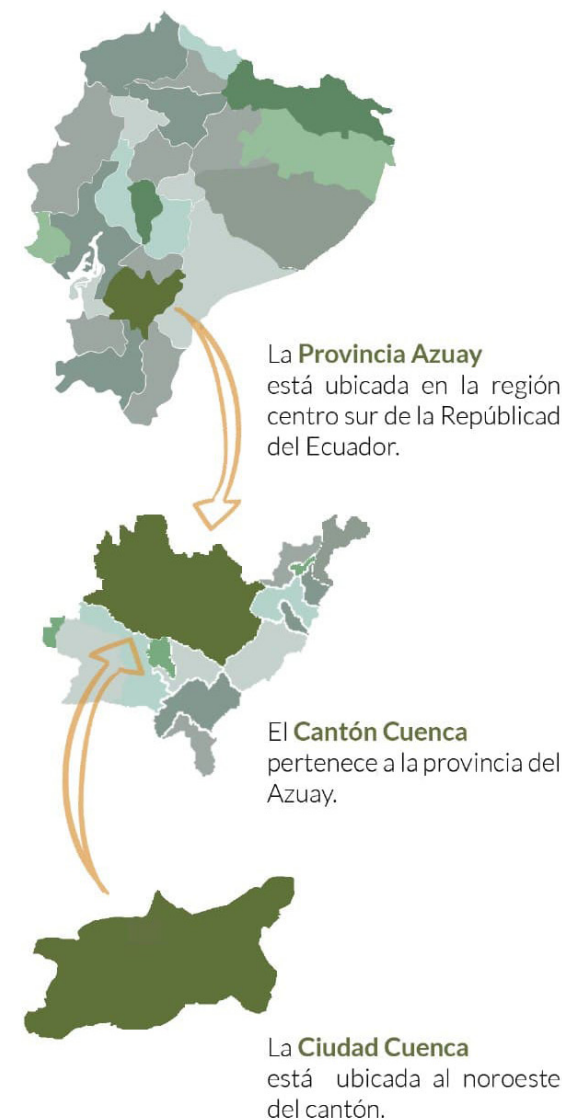 La Provincia Azuay
está ubicada en la región
centro sur de la Repúblicad
del Ecuador.
El Cantón Cuenca
pertenece a la provincia del
Azuay.
La Ciudad Cuenca
está ubicada al noroeste
del cantón.